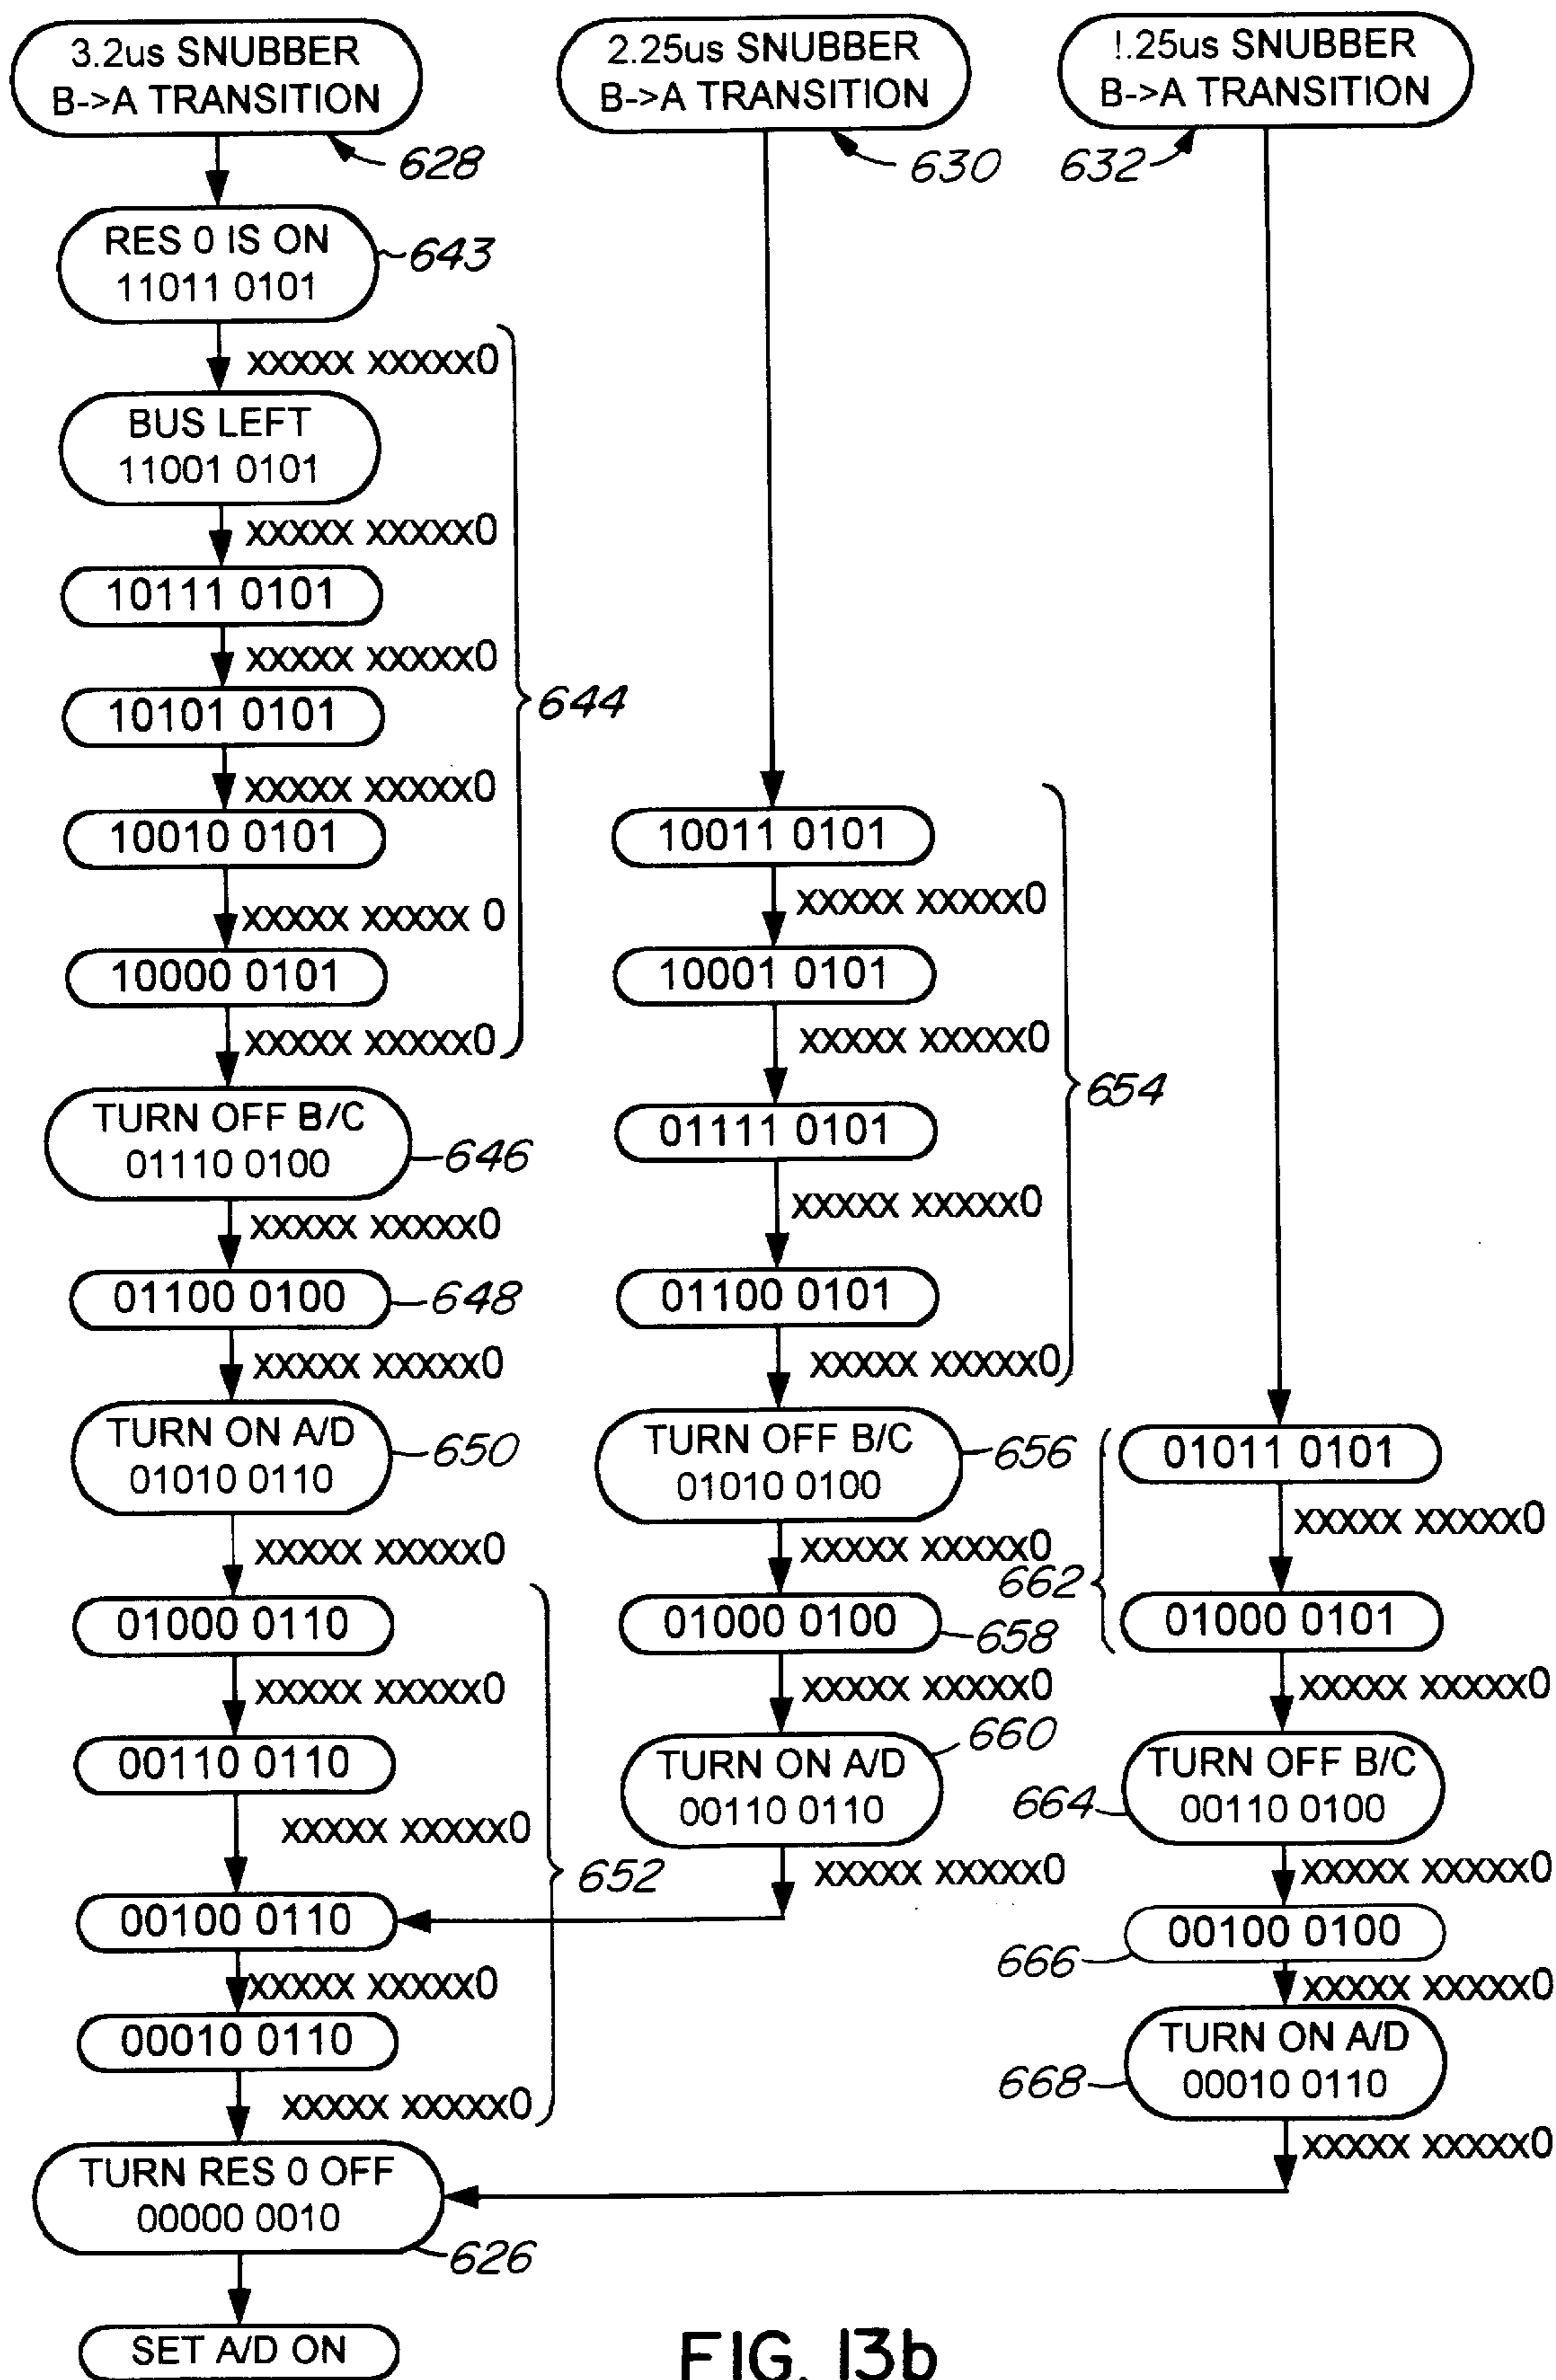 3.2us SNUBBER
B->A TRANSITION
628
RES 0 IS ON
11011 0101
643
xxxxx xxxxx0
BUS LEFT
11001 0101
xxxxx xxxxx0
10111 0101
xxxxx xxxxx0
10101 0101
xxxxx xxxxx0
10010 0101
xxxxx xxxxx 0
10000 0101
xxxxx xxxxx0
644
TURN OFF B/C
01110 0100
646
xxxxx xxxxx0
01100 0100
648
xxxxx xxxxx0
TURN ON A/D
01010 0110
650
xxxxx xxxxx0
01000 0110
xxxxx xxxxx0
00110 0110
xxxxx xxxxx0
00100 0110
xxxxx xxxxx0
00010 0110
xxxxx xxxxx0
652
TURN RES 0 OFF
00000 0010
626
SET A/D ON
2.25us SNUBBER
B->A TRANSITION
630
10011 0101
xxxxx xxxxx0
10001 0101
xxxxx xxxxx0
01111 0101
xxxxx xxxxx0
01100 0101
xxxxx xxxxx0
654
TURN OFF B/C
01010 0100
656
xxxxx xxxxx0
01000 0100
658
xxxxx xxxxx0
TURN ON A/D
00110 0110
660
xxxxx xxxxx0
!.25us SNUBBER
B->A TRANSITION
632
01011 0101
xxxxx xxxxx0
01000 0101
662
xxxxx xxxxx0
TURN OFF B/C
00110 0100
664
xxxxx xxxxx0
00100 0100
666
xxxxx xxxxx0
TURN ON A/D
00010 0110
668
xxxxx xxxxx0
FIG. 13b